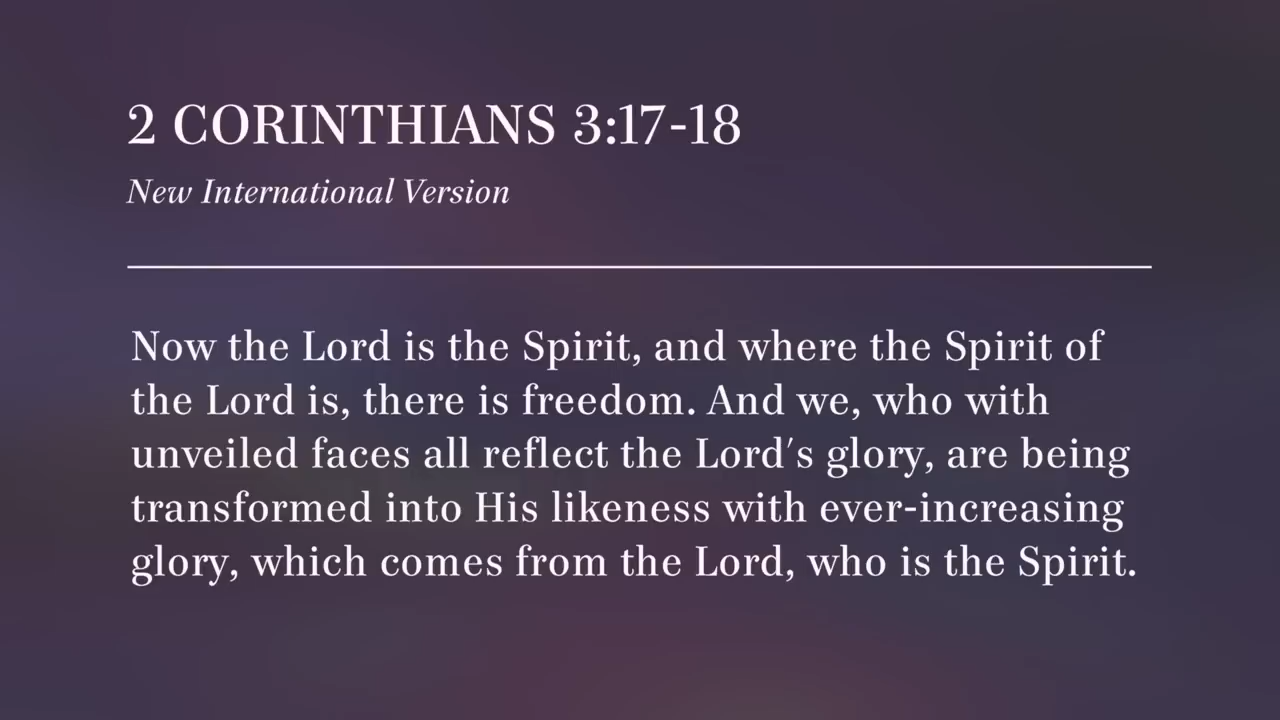 2 CORINTHIANS 3:17-18
New International Version
Now the Lord is the Spirit, and where the Spirit of
the Lord is, there is freedom. And we, who with
unveiled faces all reflect the Lord's glory, are being
transformed into His likeness with ever-increasing
glory, which comes from the Lord, who is the Spirit.